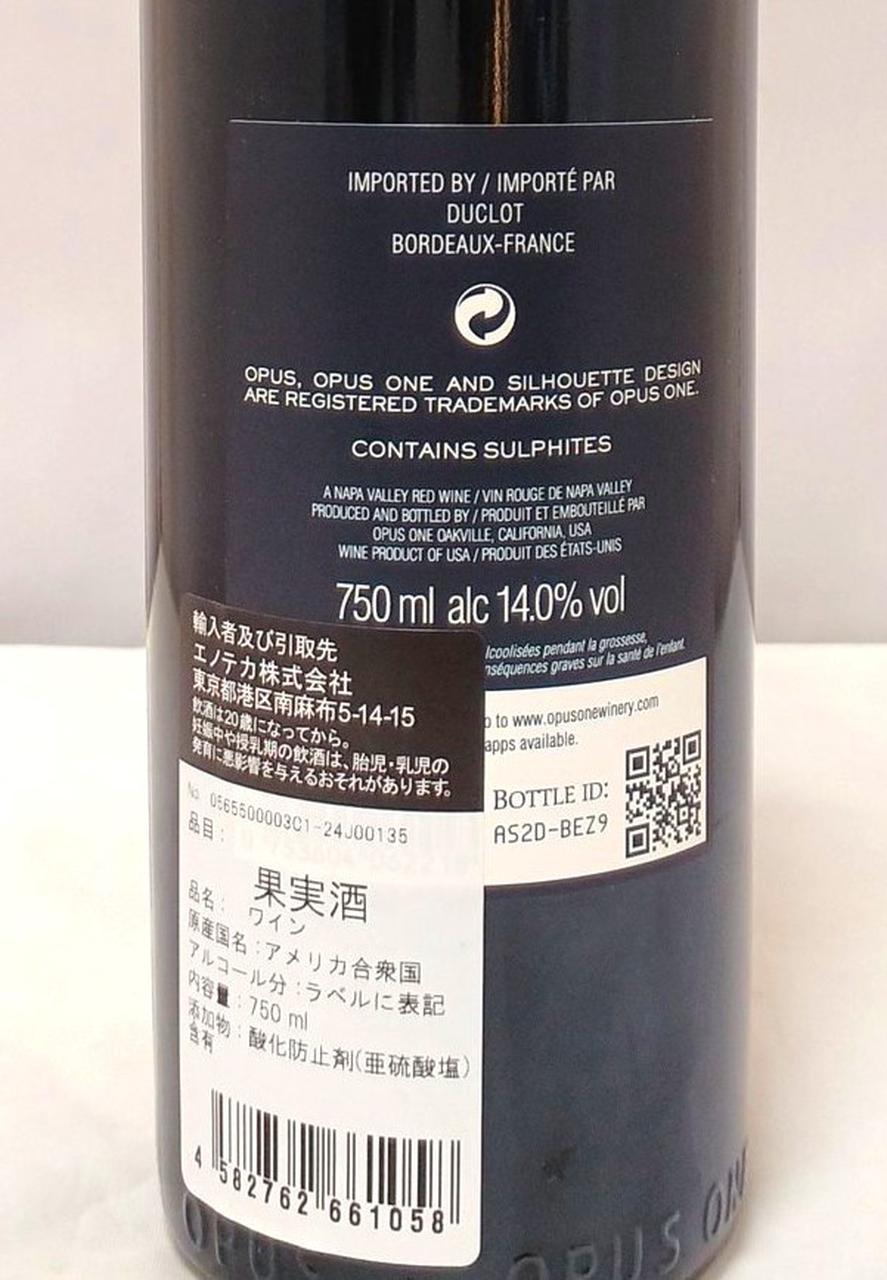 IMPORTED BY / IMPORTÉ PAR
DUCLOT
BORDEAUX-FRANCE
OPUS, OPUS ONE AND SILHOUETTE DESIGN
ARE REGISTERED TRADEMARKS OF OPUS ONE.
CONTAINS SULPHITES
A NAPA VALLEY RED WINE / VIN ROUGE DE NAPA VALLEY
PRODUCED AND BOTTLED BY / PRODUIT ET EMBOUTEILLÉ PAR
OPUS ONE OAKVILLE, CALIFORNIA, USA
WINE PRODUCT OF USA / PRODUIT DES ÉTATS-UNIS
750 ml alc 14.0% vol
lcoolisées pendant la grossesse,
nséquences graves sur la santé de l'enfant.
to www.opusonewinery.com
apps available.
BOTTLE ID:
AS2D-BEZ9
輸入者及び引取先
エノテカ株式会社
東京都港区南麻布5-14-15
飲酒は20歳になってから。
妊娠中や授乳期の飲酒は、胎児・乳児の
発育に悪影響を与えるおそれがあります。
No. 0565500003C1-24J00135
品目：
果実酒
品名： ワイン
原産国名：アメリカ合衆国
アルコール分：ラベルに表記
内容量：750 ml
添加物：酸化防止剤(亜硫酸塩)
含有
4 582762 661058
OPUS OPUS ONE